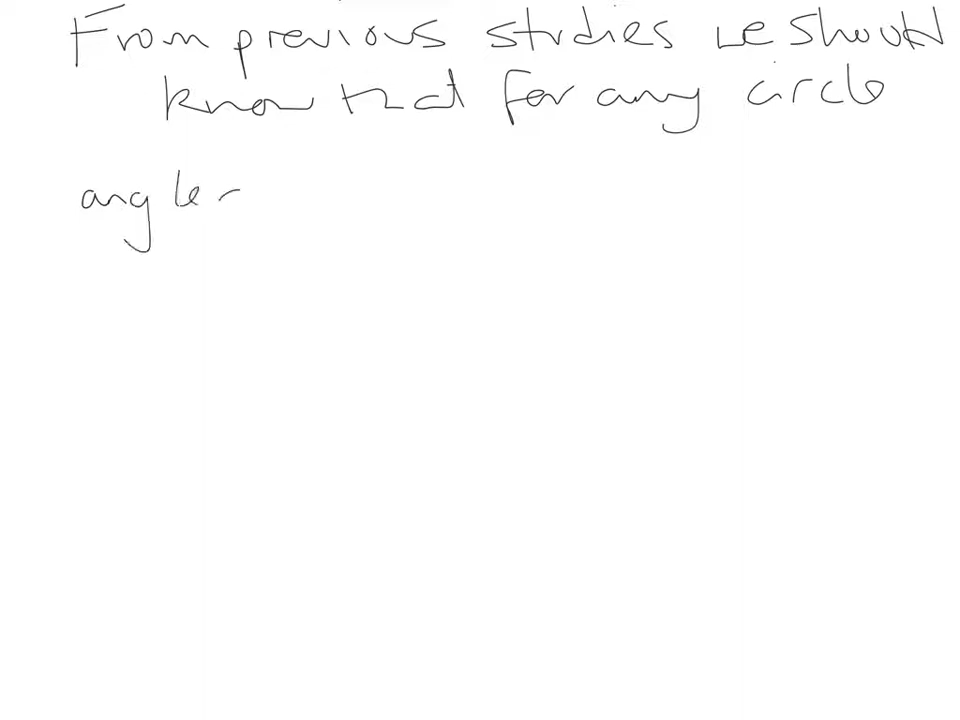 From previous studies we should
know that for any circle
angle